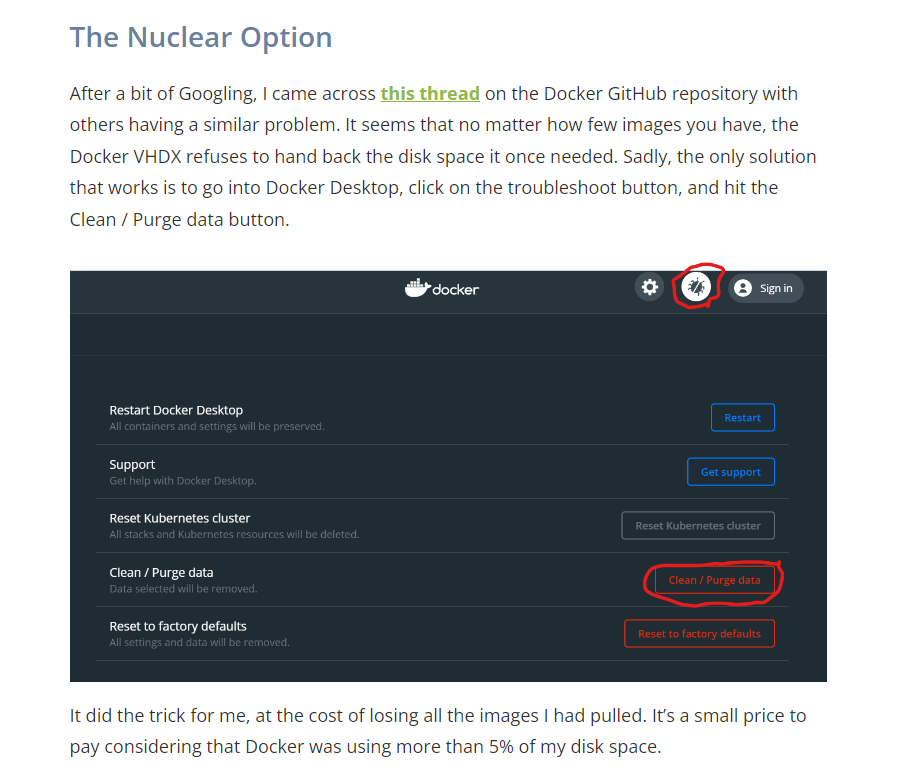 The Nuclear Option
After a bit of Googling, I came across this thread on the Docker GitHub repository with
others having a similar problem. It seems that no matter how few images you have, the
Docker VHDX refuses to hand back the disk space it once needed. Sadly, the only solution
that works is to go into Docker Desktop, click on the troubleshoot button, and hit the
Clean / Purge data button.
docker
Sign in
Restart Docker Desktop
All containers and settings will be preserved.
Restart
Support
Get help with Docker Desktop.
Get support
Reset Kubernetes cluster
All stacks and Kubernetes resources will be deleted.
Reset Kubernetes cluster
Clean / Purge data
Data selected will be removed.
Clean / Purge data
Reset to factory defaults
All settings and data will be removed.
Reset to factory defaults
It did the trick for me, at the cost of losing all the images I had pulled. It’s a small price to
pay considering that Docker was using more than 5% of my disk space.